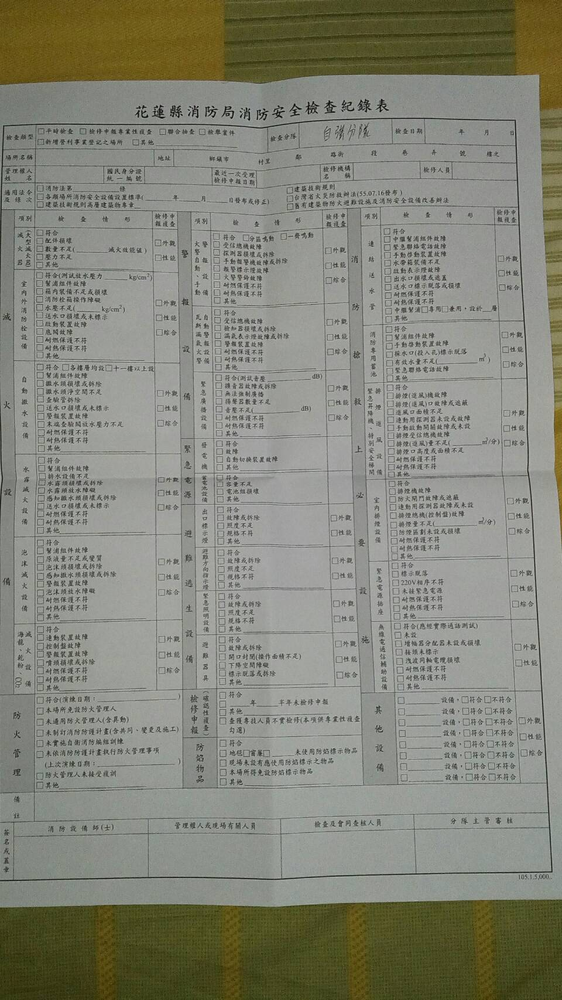 花蓮縣消防局消防安全檢查紀錄表
檢查類型 □平時檢查 □檢修申報專業性複查 □聯合抽查 □檢舉案件
□新增營利事業登記之場所 □其他
檢查分隊 自強分隊 檢查日期 年 月 日
場所名稱 地址 鄉鎮市 村里 鄰 路街 段 巷 弄 號 樓之
管理權人姓名 國民身分證統一編號 最近一次受理檢修申報日期 檢修機構名稱 檢修人員
適用法令及條次
□消防法第 條
□各類場所消防安全設備設置標準( 年 月 日發布或修正)
□建築技術規則高層建築物專章
□建築技術規則
□台灣省火災防救辦法(55.07.16發布)
□舊有建築物防火避難設施及消防安全設備改善辦法
項別 檢查情形 檢修申報複查
滅火設備
滅火器(大型滅火器)
□符合
□配件損壞
□數量不足( 滅火效能值)
□壓力不足
□其他
□外觀
□性能
室內外消防栓設備
□符合(測試放水壓力 kg/cm²)
□幫浦組件故障
□箱內裝備不足或損壞
□消防栓箱操作障礙
□水壓不足( kg/cm²)
□送水口損壞或未標示
□啟動裝置故障
□底閥故障
□耐燃保護不符
□耐熱保護不符
□其他
□外觀
□性能
□綜合
自動撒水設備
□符合 □各樓層均設□十一樓以上設
□幫浦組件故障
□撒水頭損壞或拆除
□撒水頭淨空間不足
□查驗管拆除
□送水口損壞或未標示
□警報裝置故障
□末端查驗閥放水壓力不足
□耐燃保護不符
□耐熱保護不符
□其他
□外觀
□性能
□綜合
水霧滅火設備
□符合
□幫浦組件故障
□排水設備不足
□水霧頭損壞或拆除
□水霧頭放水障礙
□感知撒水頭損壞或拆除
□送水口損壞或未標示
□耐燃保護不符
□耐熱保護不符
□其他
□外觀
□性能
□綜合
泡沫滅火設備
□符合
□幫浦組件故障
□原液量不足或變質
□泡沫頭損壞或拆除
□感知撒水頭損壞或拆除
□警報裝置故障
□泡沫頭放水障礙
□耐燃保護不符
□耐熱保護不符
□其他
□外觀
□性能
□綜合
海龍、乾粉、CO2滅火設備
□符合
□連動裝置故障
□控制盤故障
□警報裝置故障
□噴頭損壞或拆除
□耐燃保護不符
□耐熱保護不符
□其他
□外觀
□性能
□綜合
防火管理
□符合(演練日期： )
□本場所免設防火管理人
□未遴用防火管理人(含異動)
□未制訂消防防護計畫(含共同、變更及施工)
□未實施自衛消防編組訓練
□未依消防防護計畫執行防火管理事項
(上次演練日期： )
□防火管理人未接受複訓
□其他
項別 檢查情形 檢修申報複查
警報設備
火警自動警報、手動報警設備
□符合 □分區鳴動 □一齊鳴動
□受信總機故障
□探測器損壞或拆除
□手動報警機故障或拆除
□報警標示燈故障
□火警警鈴故障
□耐燃保護不符
□耐熱保護不符
□其他
□外觀
□性能
□綜合
瓦斯漏氣火警自動警報設備
□符合
□受信總機故障
□檢知器損壞或拆除
□漏氣表示燈故障或拆除
□警報裝置故障
□耐燃保護不符
□耐熱保護不符
□其他
□外觀
□性能
□綜合
緊急廣播設備
□符合(測試音壓 dB)
□擴音器故障或拆除
□無法強制廣播
□揚聲器數量不足
□音壓不足( dB)
□耐燃保護不符
□耐熱保護不符
□其他
□外觀
□性能
□綜合
緊急電源
發電機
□符合
□故障
□自動切換裝置故障
□其他
蓄電池設備
□符合
□容量不足
□電池組損壞
□其他
避難逃生設備
出口標示燈
□符合
□故障或拆除
□照度不足
□規格不符
□其他
□外觀
□性能
避難方向指示燈
□符合
□故障或拆除
□照度不足
□規格不符
□其他
□外觀
□性能
緊急照明設備
□符合
□故障或拆除
□照度不足
□規格不符
□其他
□外觀
□性能
避難器具
□符合
□故障或拆除
□開口封閉(操作面積不足)
□下降空間障礙
□標示脫落或拆除
□其他
□外觀
□性能
□綜合
檢修申報(確認性複查)
□符合
□ 年 半年未檢修申報
□其他
□查獲專技人員不實檢修(本項供專業性複查勾選)
防焰物品
□符合
□地毯□窗簾□ 未使用防焰標示物品
□現場未設有應使用防焰標示之物品
□本場所得免設防焰標示物品
□其他
項別 檢查情形 檢修申報複查
消防搶救上必要設施
連結送水管
□符合
□中繼幫浦組件故障
□緊急聯絡電話故障
□手動啓動裝置故障
□水帶箱裝備不足
□啟動表示燈故障
□出水口損壞或遮蓋
□送水口標示脫落或損壞
□耐燃保護不符
□耐熱保護不符
□中繼幫浦□專用□兼用，設於 層
□其他
□外觀
□性能
□綜合
消防專用蓄池
□符合
□幫浦組件故障
□手動啓動裝置故障
□採水口(投入孔)標示脫落
□有效水量不足( m³)
□緊急聯絡電話故障
□其他
□外觀
□性能
□綜合
緊急昇降機、特別安全梯間排煙進風設備
□符合
□排煙(進風)機故障
□排煙(進風)口故障或遮蔽
□進風口面積不足
□連動用探測器未設或故障
□手動啟動開關故障或未設
□排煙受信總機故障
□排煙(進風)量不足( m³/分)
□排煙口高度或面積不足
□耐燃保護不符
□耐熱保護不符
□其他
□外觀
□性能
□綜合
室內排煙設備
□符合
□排煙機故障
□防火閘門故障或遮蔽
□連動用探測器故障或未設
□排煙總機(控制盤)故障
□排煙量不足( m³/分)
□防煙區劃未設或損壞
□耐燃保護不符
□耐熱保護不符
□其他
□外觀
□性能
□綜合
緊急電源插座
□符合
□標示脫落
□220V相序不符
□未接緊急電源
□耐燃保護不符
□耐熱保護不符
□其他
□外觀
□性能
□綜合
無線電通信輔助設備
□符合(應經實際通話測試)
□未設
□增幅器分配器未設或損壞
□接頭未標示
□洩波同軸電纜損壞
□耐燃保護不符
□耐熱保護不符
□其他
□外觀
□性能
其他設備
□ 設備，□符合□不符合
□ 設備，□符合□不符合
□ 設備，□符合□不符合
□ 設備，□符合□不符合
□ 設備，□符合□不符合
□ 設備，□符合□不符合
□ 設備，□符合□不符合
□ 設備，□符合□不符合
□外觀
□性能
□綜合
備註
簽名或蓋章
消防設備師(士) 管理權人或現場有關人員 檢查及會同查核人員 分隊主管審核
105.1.5,000.